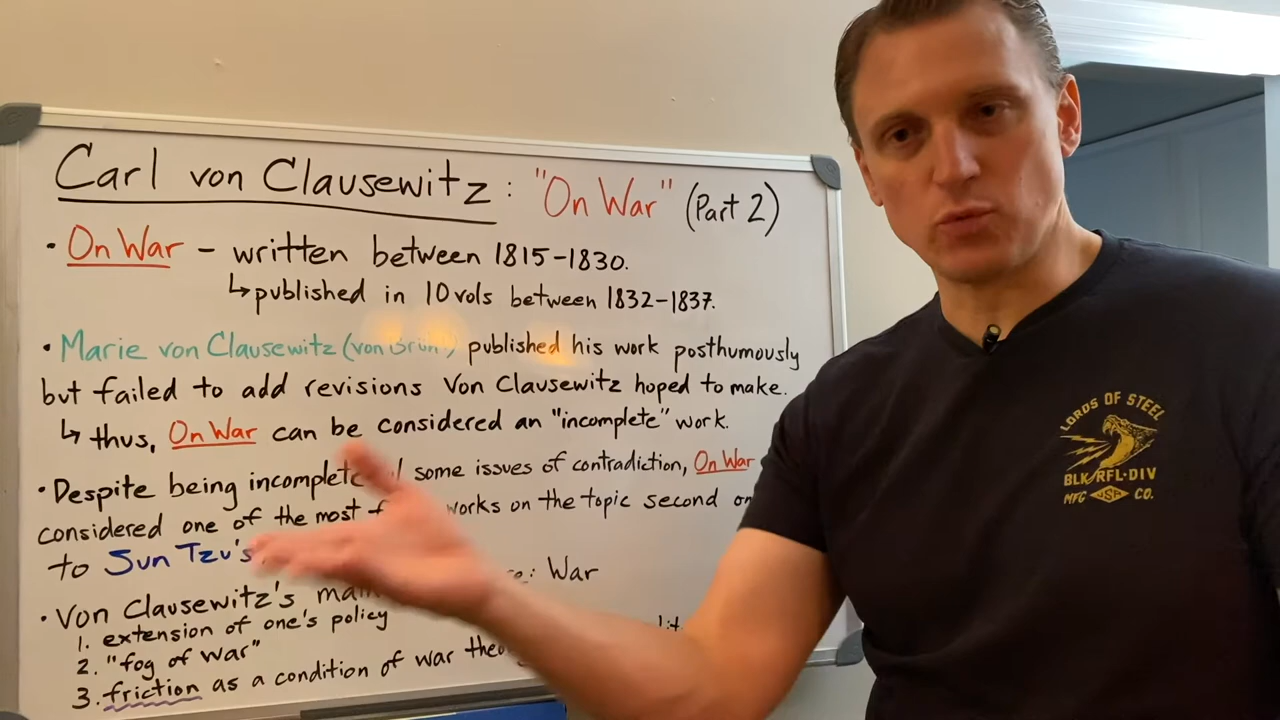 Carl von Clausewitz: "On War" (Part 2)
• On War – written between 1815–1830.
↳ published in 10 vols between 1832–1837.
• Marie von Clausewitz (von published his work posthumously
but failed to add revisions Von Clausewitz hoped to make.
↳ thus, On War can be considered an "incomplete" work.
• Despite being incomplete some issues of contradiction, On War
considered one of the most works on the topic second
to Sun Tzu's
• Von Clausewitz's War
1. extension of one's policy
2. "fog of war"
3. friction as a condition of war
LORDS OF STEEL
BLK/RFL·DIV
MFG USA CO.